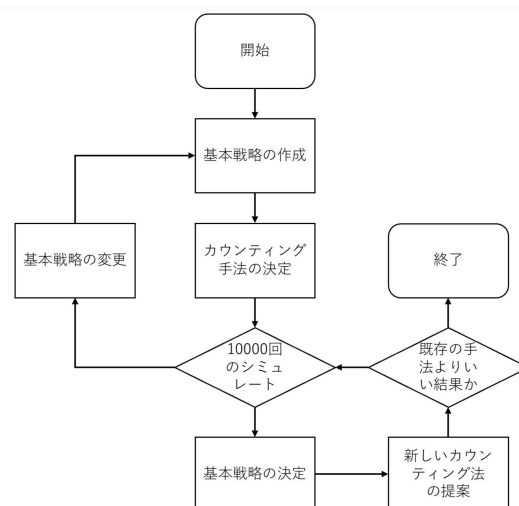 開始
基本戦略の作成
基本戦略の変更
カウンティング
手法の決定
終了
10000回
のシミュ
レート
既存の手
法よりい
い結果か
基本戦略の決定
新しいカウン
ティング法
の提案